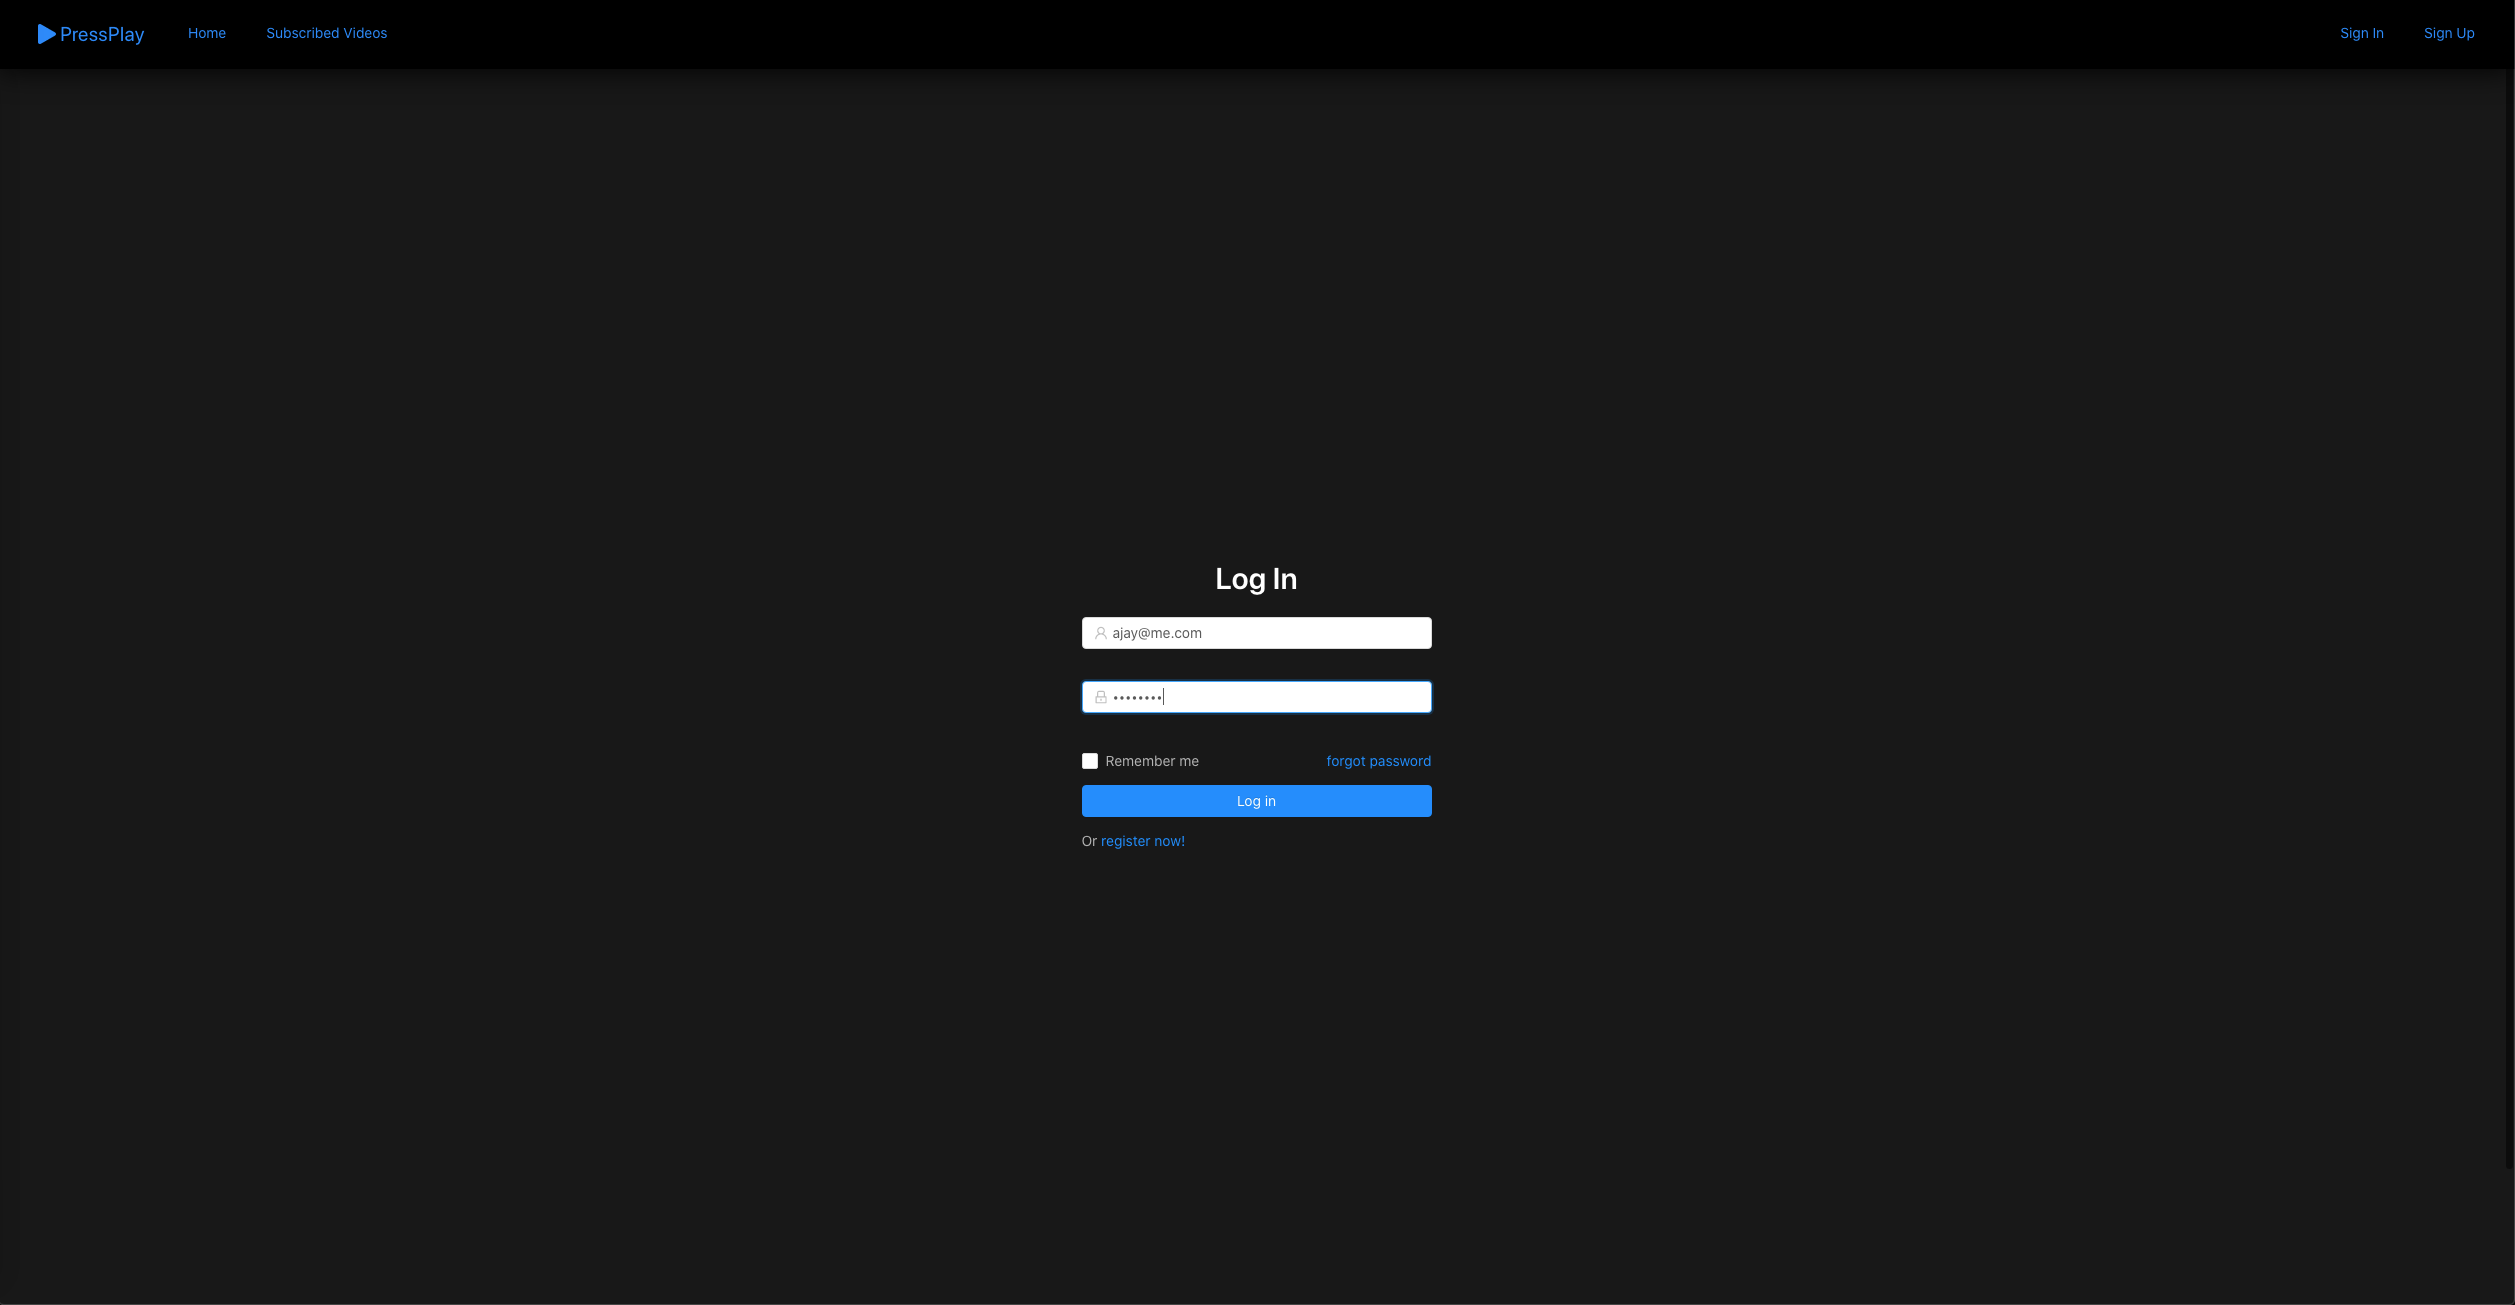 PressPlay Home Subscribed Videos Sign In Sign Up
Log In
ajay@me.com
••••••••
Remember me forgot password
Log in
Or register now!